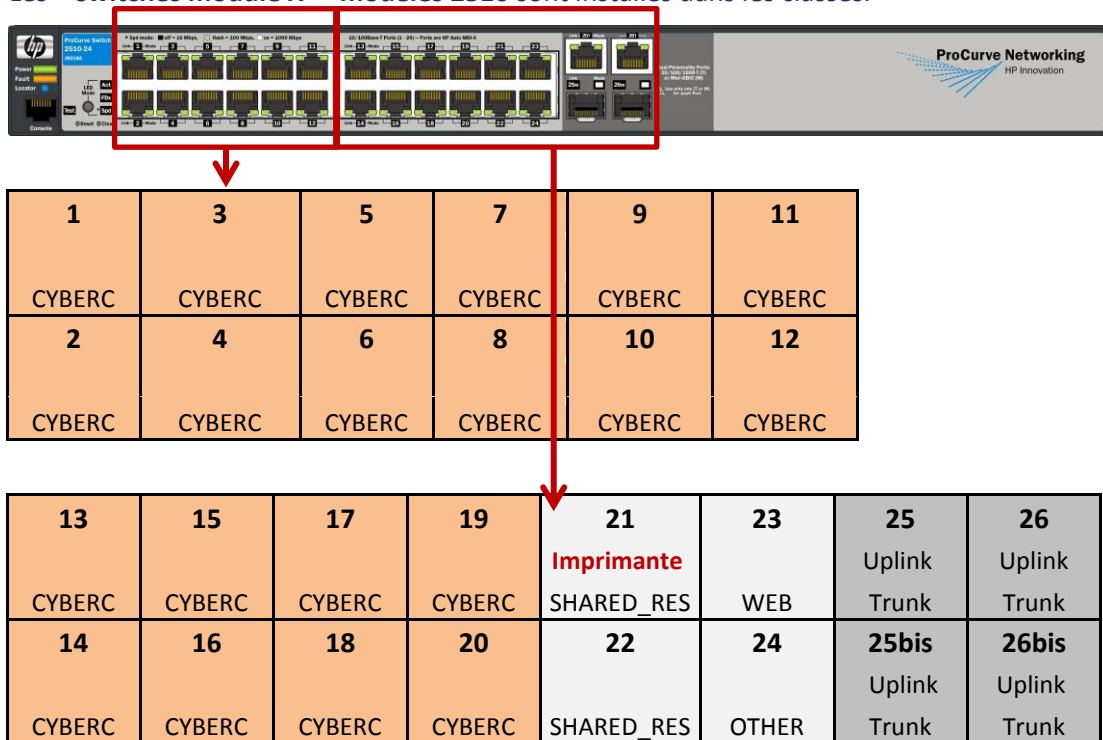 ProCurve Networking
HP Innovation
ProCurve Switch
2510-24
Power
Fault
Locator
LED
Mode
Act
FDx
Spd
Test
Console
1 3 5 7 9 11
CYBERC CYBERC CYBERC CYBERC CYBERC CYBERC
2 4 6 8 10 12
CYBERC CYBERC CYBERC CYBERC CYBERC CYBERC
13 15 17 19 21 23 25 26
Imprimante Uplink Uplink
CYBERC CYBERC CYBERC CYBERC SHARED_RES WEB Trunk Trunk
14 16 18 20 22 24 25bis 26bis
Uplink Uplink
CYBERC CYBERC CYBERC CYBERC SHARED_RES OTHER Trunk Trunk